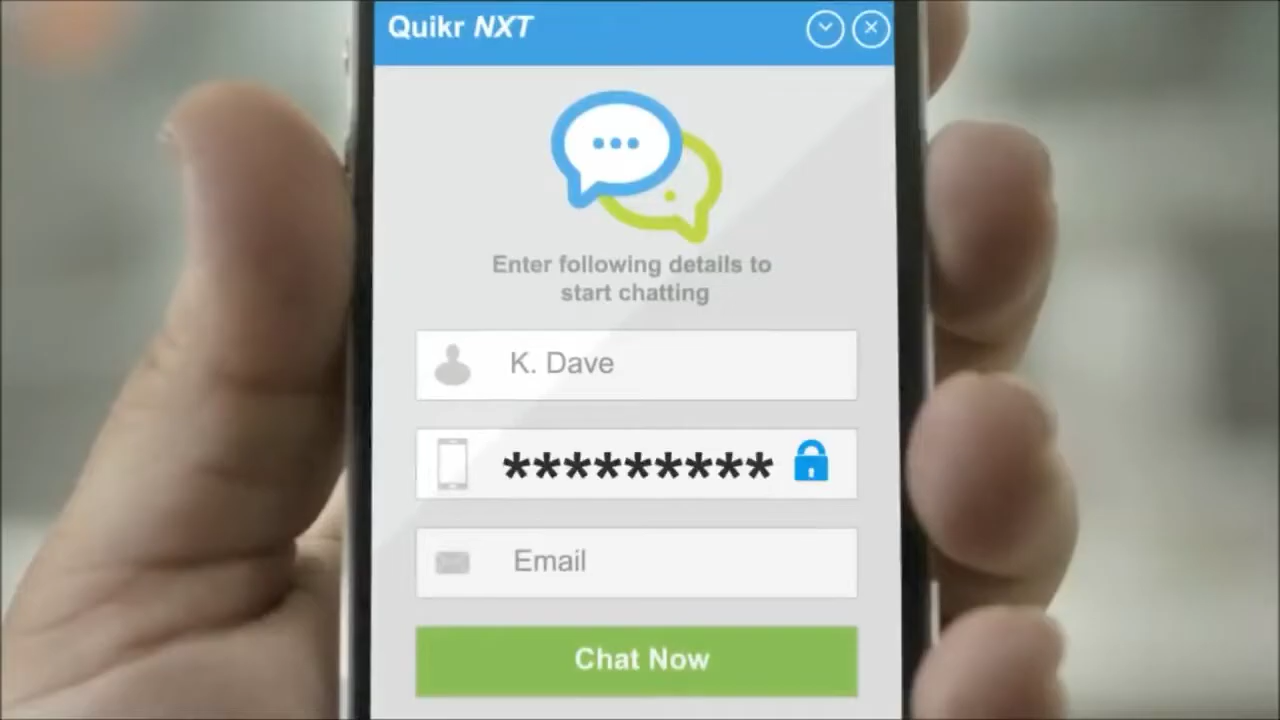 Quikr NXT
Enter following details to
start chatting
K. Dave
*********
Email
Chat Now